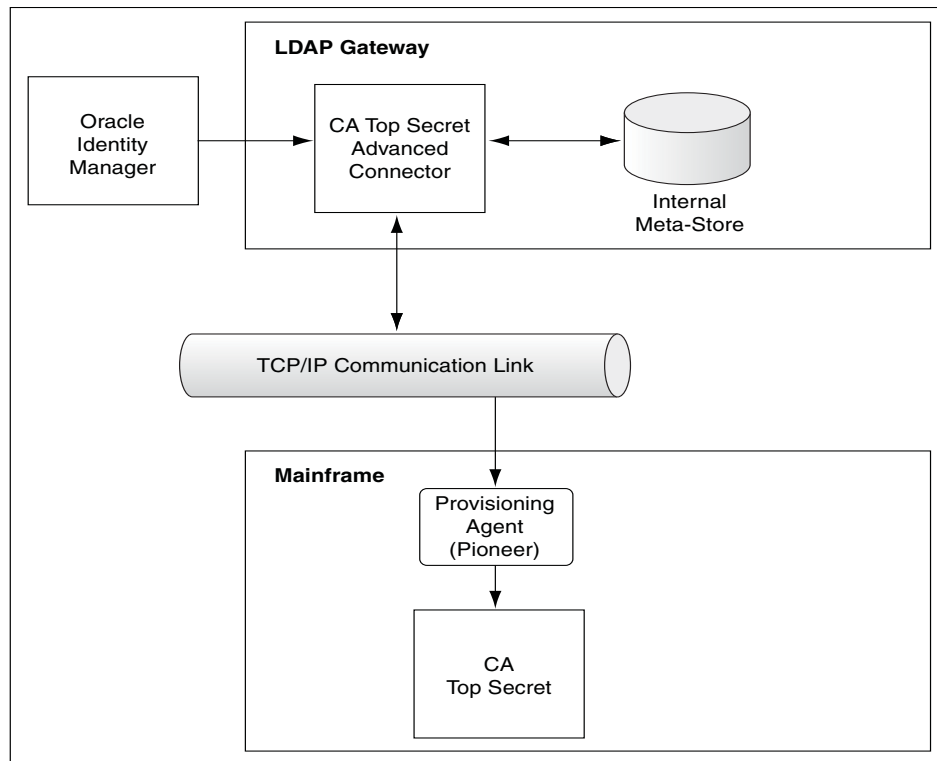 LDAP Gateway
Oracle
Identity
Manager
CA Top Secret
Advanced
Connector
Internal
Meta-Store
TCP/IP Communication Link
Mainframe
Provisioning
Agent
(Pioneer)
CA
Top Secret